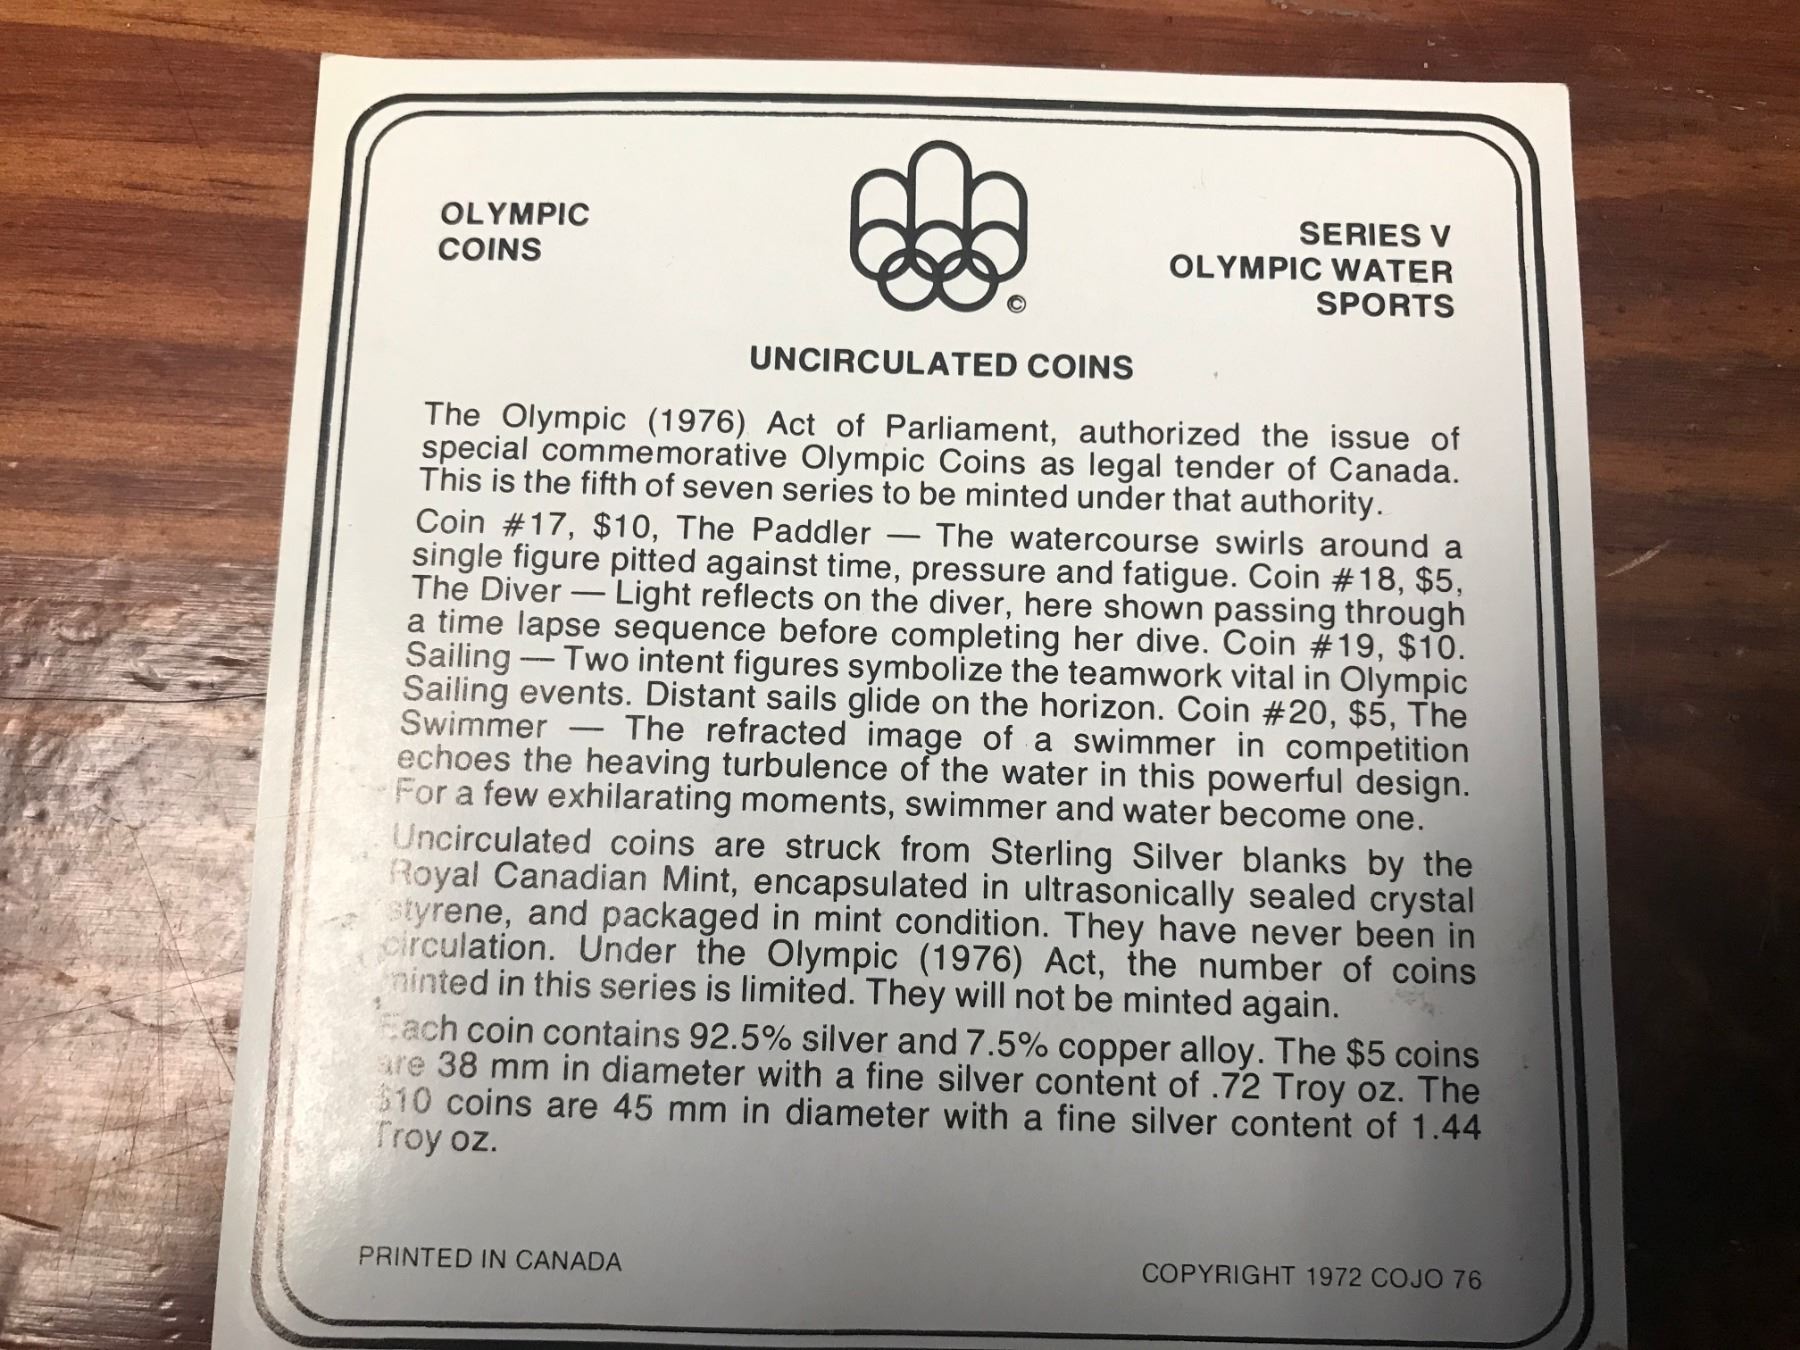 OLYMPIC
COINS
SERIES V
OLYMPIC WATER
SPORTS
©
UNCIRCULATED COINS
The Olympic (1976) Act of Parliament, authorized the issue of
special commemorative Olympic Coins as legal tender of Canada.
This is the fifth of seven series to be minted under that authority.
Coin #17, $10, The Paddler — The watercourse swirls around a
single figure pitted against time, pressure and fatigue. Coin #18, $5,
The Diver — Light reflects on the diver, here shown passing through
a time lapse sequence before completing her dive. Coin #19, $10.
Sailing — Two intent figures symbolize the teamwork vital in Olympic
Sailing events. Distant sails glide on the horizon. Coin #20, $5, The
Swimmer — The refracted image of a swimmer in competition
echoes the heaving turbulence of the water in this powerful design.
For a few exhilarating moments, swimmer and water become one.
Uncirculated coins are struck from Sterling Silver blanks by the
Royal Canadian Mint, encapsulated in ultrasonically sealed crystal
styrene, and packaged in mint condition. They have never been in
circulation. Under the Olympic (1976) Act, the number of coins
minted in this series is limited. They will not be minted again.
Each coin contains 92.5% silver and 7.5% copper alloy. The $5 coins
are 38 mm in diameter with a fine silver content of .72 Troy oz. The
$10 coins are 45 mm in diameter with a fine silver content of 1.44
Troy oz.
PRINTED IN CANADA
COPYRIGHT 1972 COJO 76